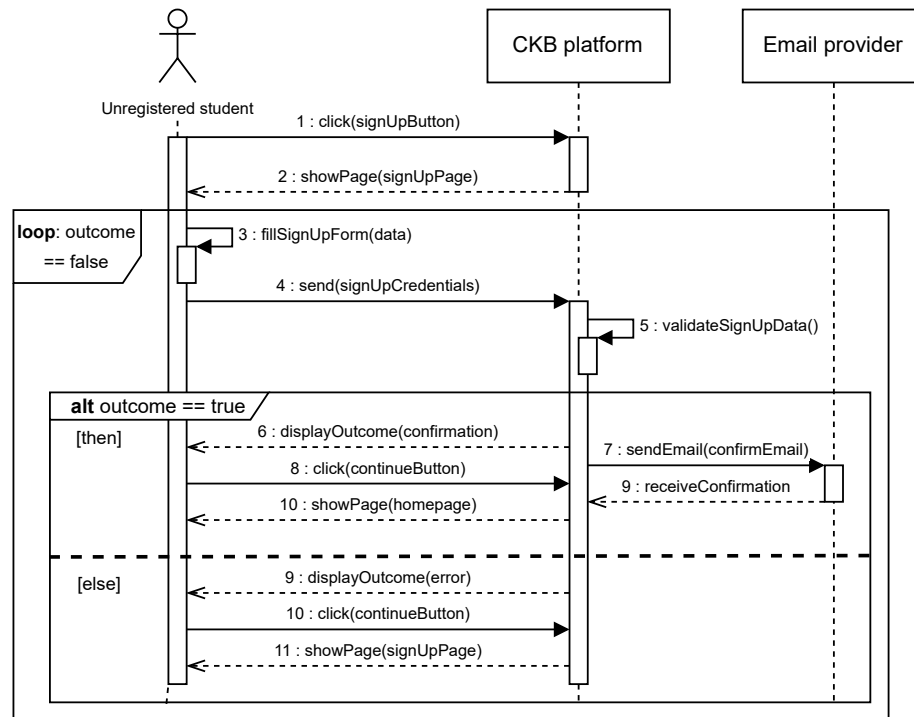 CKB platform
Email provider
Unregistered student
1 : click(signUpButton)
2 : showPage(signUpPage)
loop: outcome
== false
3 : fillSignUpForm(data)
4 : send(signUpCredentials)
5 : validateSignUpData()
alt outcome == true
[then]
6 : displayOutcome(confirmation)
7 : sendEmail(confirmEmail)
8 : click(continueButton)
9 : receiveConfirmation
10 : showPage(homepage)
[else]
9 : displayOutcome(error)
10 : click(continueButton)
11 : showPage(signUpPage)